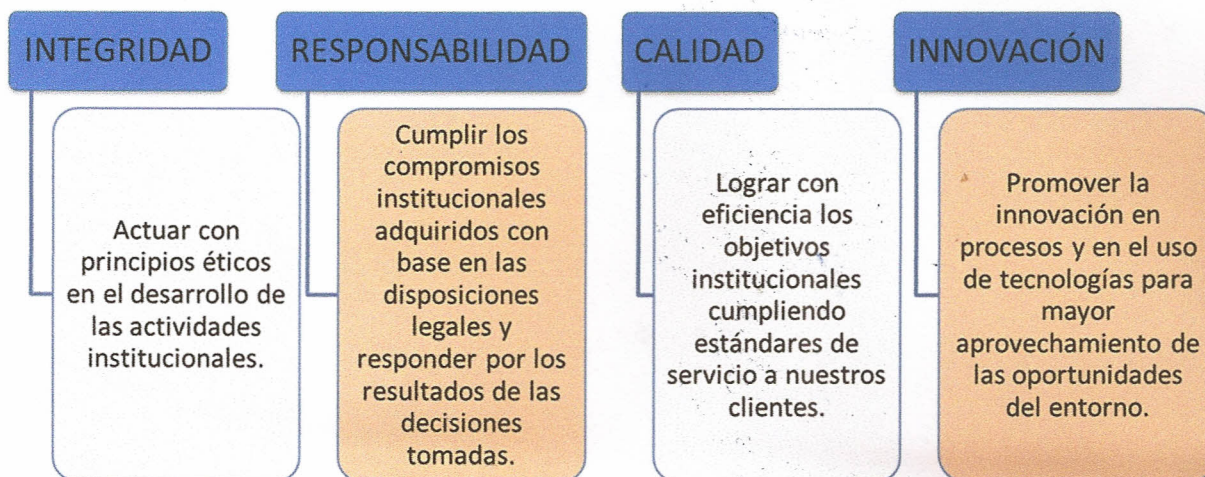 INTEGRIDAD
Actuar con
principios éticos
en el desarrollo de
las actividades
institucionales.
RESPONSABILIDAD
Cumplir los
compromisos
institucionales
adquiridos con
base en las
disposiciones
legales y
responder por los
resultados de las
decisiones
tomadas.
CALIDAD
Lograr con
eficiencia los
objetivos
institucionales
cumpliendo
estándares de
servicio a nuestros
clientes.
INNOVACIÓN
Promover la
innovación en
procesos y en el uso
de tecnologías para
mayor
aprovechamiento de
las oportunidades
del entorno.